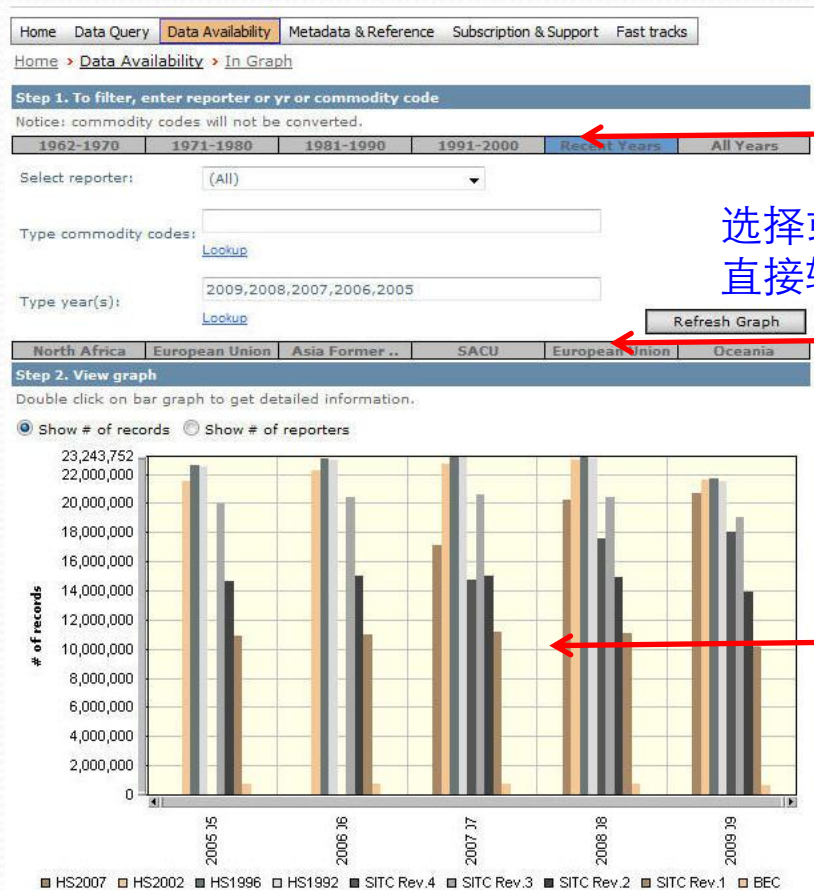 Home Data Query Data Availability Metadata & Reference Subscription & Support Fast tracks
Home > Data Availability > In Graph
Step 1. To filter, enter reporter or yr or commodity code
Notice: commodity codes will not be converted.
1962-1970 1971-1980 1981-1990 1991-2000 Recent Years All Years
Select reporter: (All)
选择
Type commodity codes:
Lookup
直接
2009,2008,2007,2006,2005
Type year(s):
Lookup
Refresh Graph
North Africa European Union Asia Former .. SACU European Union Oceania
Step 2. View graph
Double click on bar graph to get detailed information.
Show # of records Show # of reporters
23,243,752
22,000,000
20,000,000
18,000,000
16,000,000
14,000,000
12,000,000
10,000,000
8,000,000
6,000,000
4,000,000
2,000,000
0
# of records
2005
2006
2007
2008
2009
HS2007 HS2002 HS1996 HS1992 SITC Rev.4 SITC Rev.3 SITC Rev.2 SITC Rev.1 BEC